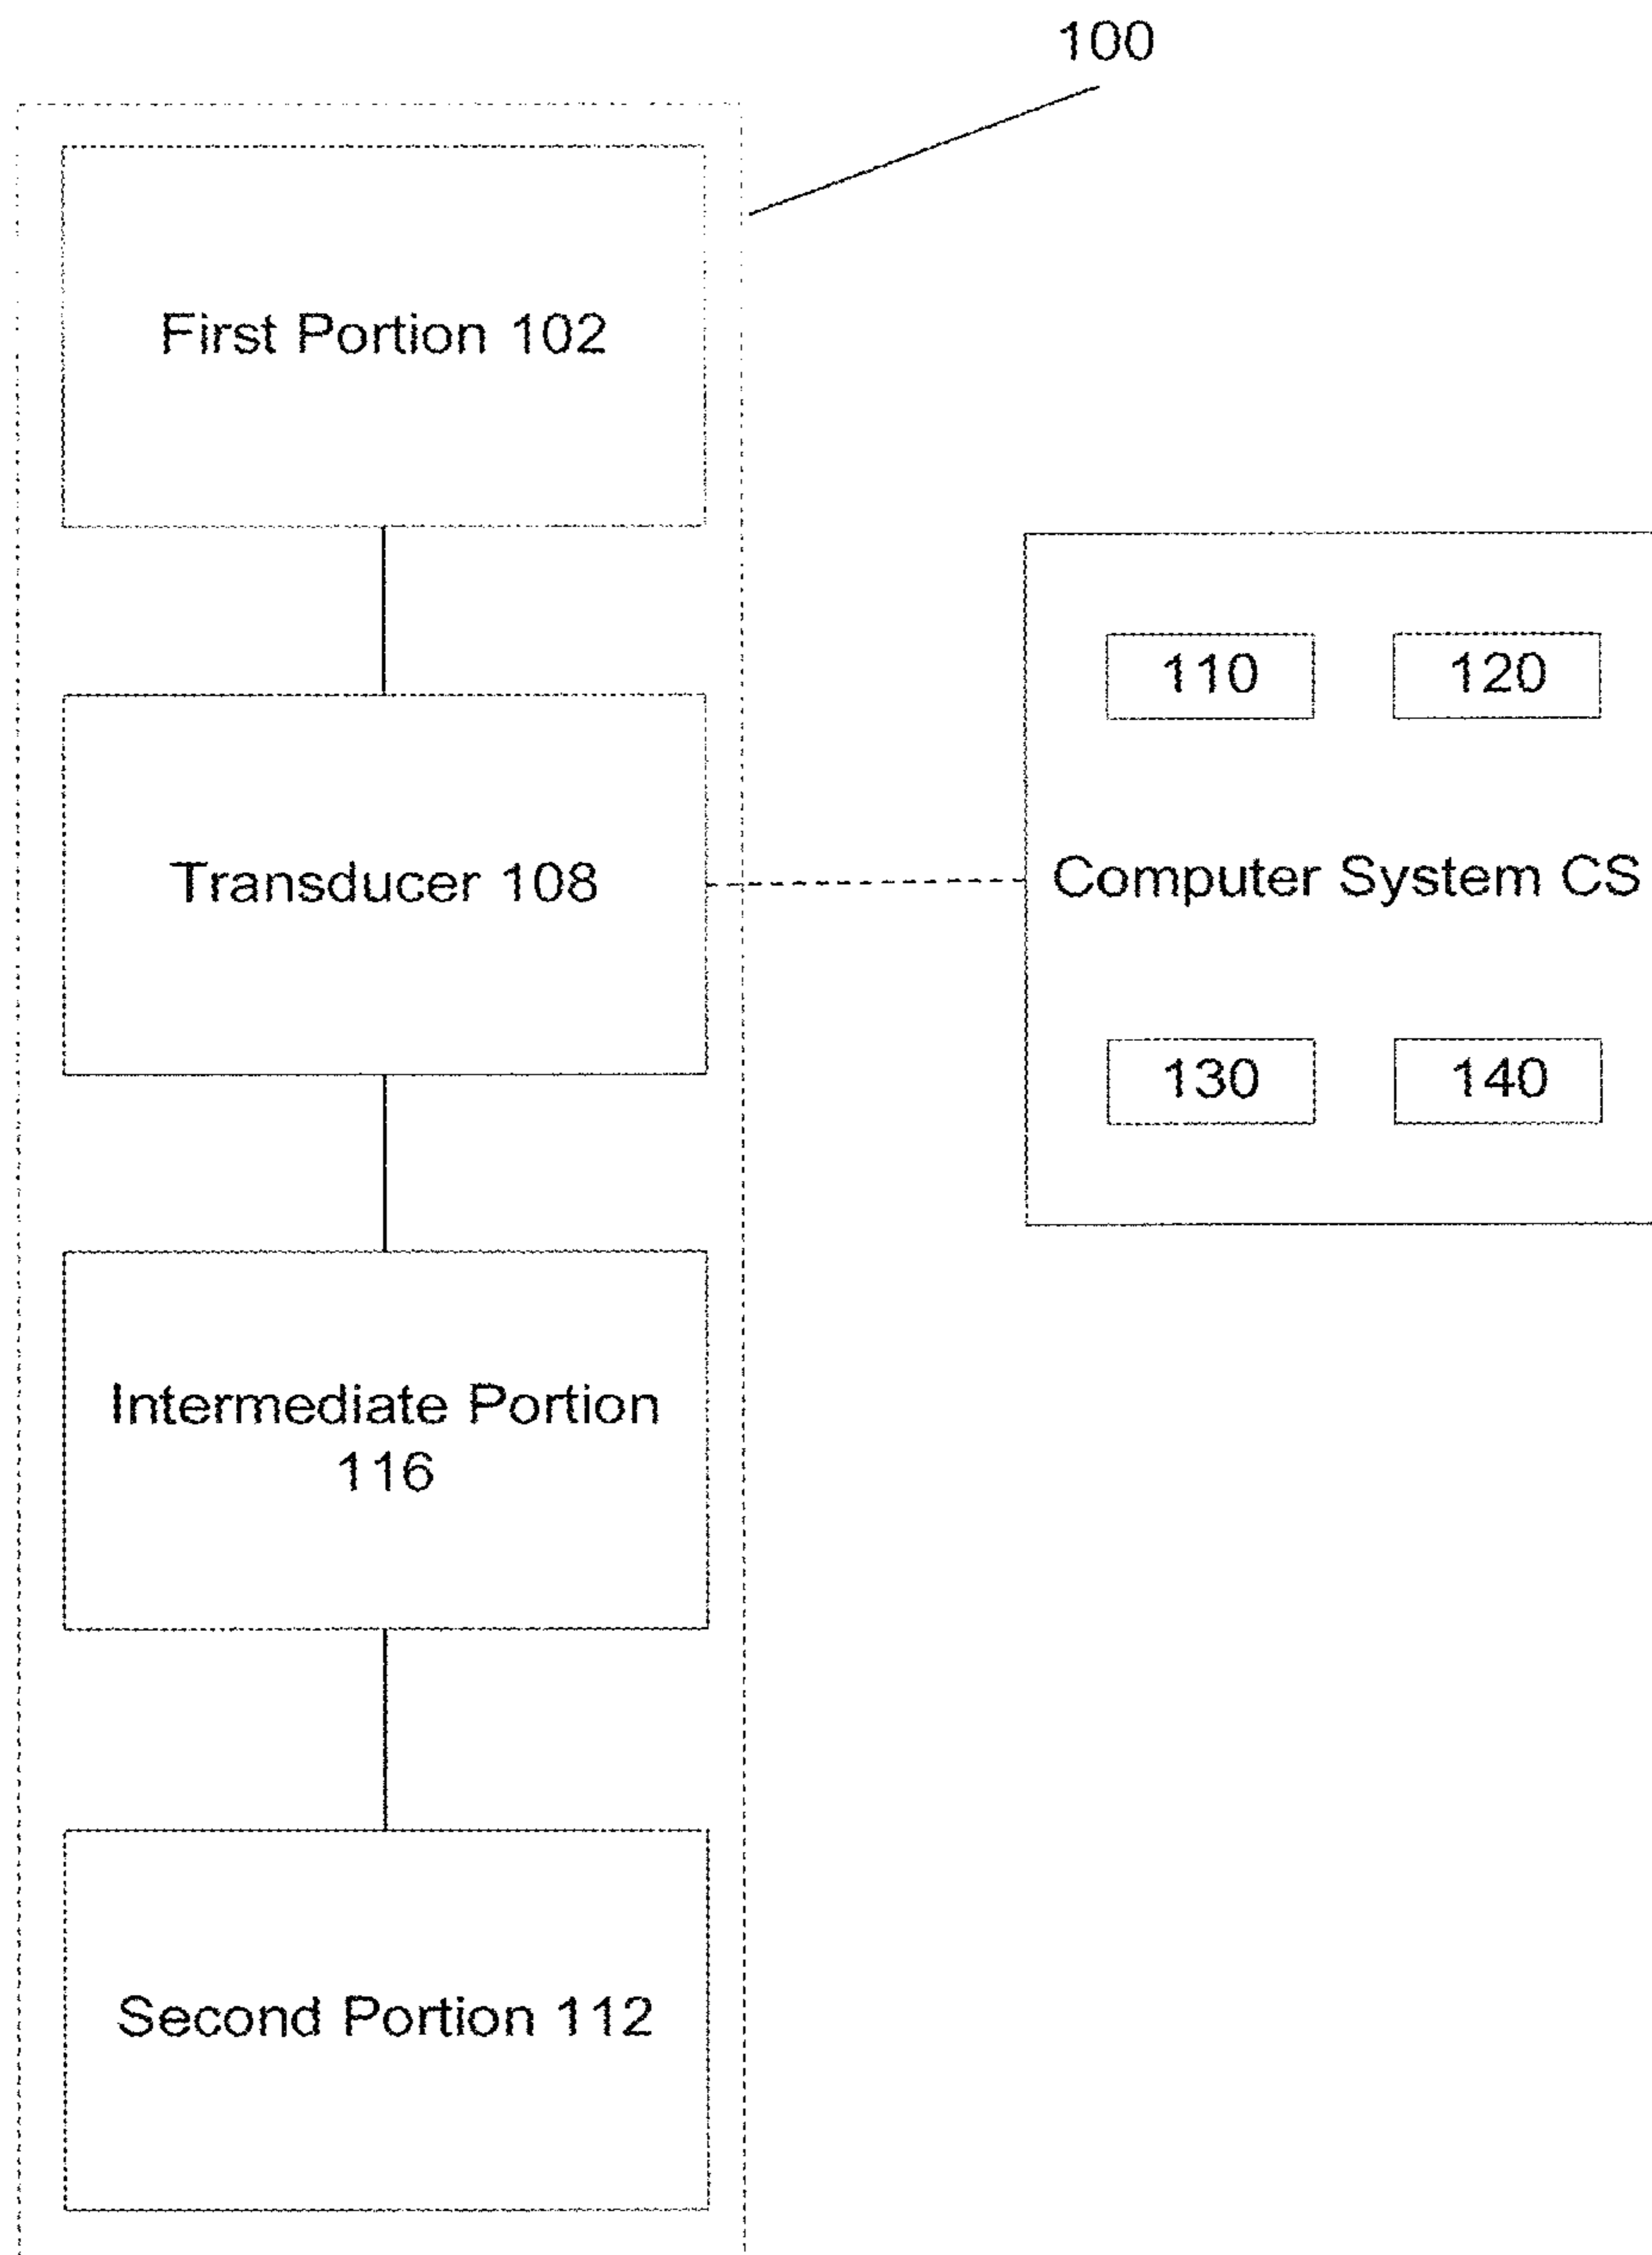 100
First Portion 102
110
120
Transducer 108
Computer System CS
130
140
Intermediate Portion
116
Second Portion 112